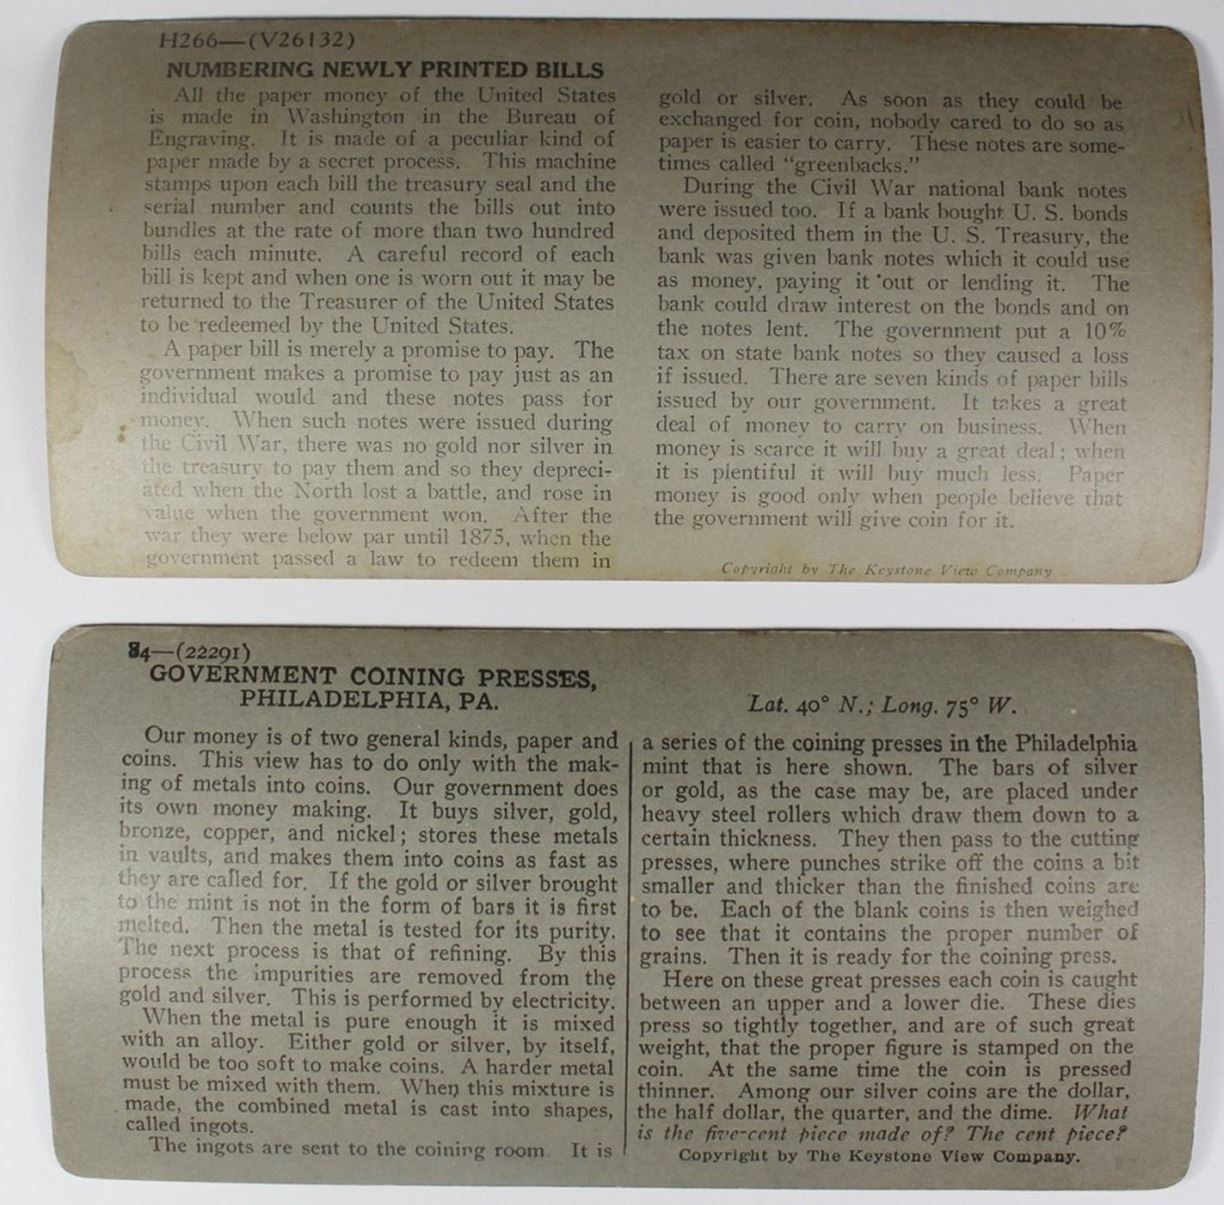 H266—(V26132)
NUMBERING NEWLY PRINTED BILLS
All the paper money of the United States
is made in Washington in the Bureau of
Engraving. It is made of a peculiar kind of
paper made by a secret process. This machine
stamps upon each bill the treasury seal and the
serial number and counts the bills out into
bundles at the rate of more than two hundred
bills each minute. A careful record of each
bill is kept and when one is worn out it may be
returned to the Treasurer of the United States
to be redeemed by the United States.
A paper bill is merely a promise to pay. The
government makes a promise to pay just as an
individual would and these notes pass for
money. When such notes were issued during
the Civil War, there was no gold nor silver in
the treasury to pay them and so they depreci-
ated when the North lost a battle, and rose in
value when the government won. After the
war they were below par until 1875, when the
government passed a law to redeem them in
gold or silver. As soon as they could be
exchanged for coin, nobody cared to do so as
paper is easier to carry. These notes are some-
times called “greenbacks.”
During the Civil War national bank notes
were issued too. If a bank bought U. S. bonds
and deposited them in the U. S. Treasury, the
bank was given bank notes which it could use
as money, paying it out or lending it. The
bank could draw interest on the bonds and on
the notes lent. The government put a 10%
tax on state bank notes so they caused a loss
if issued. There are seven kinds of paper bills
issued by our government. It takes a great
deal of money to carry on business. When
money is scarce it will buy a great deal; when
it is plentiful it will buy much less. Paper
money is good only when people believe that
the government will give coin for it.
Copyright by The Keystone View Company
84—(22291)
GOVERNMENT COINING PRESSES,
PHILADELPHIA, PA.
Lat. 40° N.; Long. 75° W.
Our money is of two general kinds, paper and
coins. This view has to do only with the mak-
ing of metals into coins. Our government does
its own money making. It buys silver, gold,
bronze, copper, and nickel; stores these metals
in vaults, and makes them into coins as fast as
they are called for. If the gold or silver brought
to the mint is not in the form of bars it is first
melted. Then the metal is tested for its purity.
The next process is that of refining. By this
process the impurities are removed from the
gold and silver. This is performed by electricity.
When the metal is pure enough it is mixed
with an alloy. Either gold or silver, by itself,
would be too soft to make coins. A harder metal
must be mixed with them. When this mixture is
made, the combined metal is cast into shapes,
called ingots.
The ingots are sent to the coining room It is
a series of the coining presses in the Philadelphia
mint that is here shown. The bars of silver
or gold, as the case may be, are placed under
heavy steel rollers which draw them down to a
certain thickness. They then pass to the cutting
presses, where punches strike off the coins a bit
smaller and thicker than the finished coins are
to be. Each of the blank coins is then weighed
to see that it contains the proper number of
grains. Then it is ready for the coining press.
Here on these great presses each coin is caught
between an upper and a lower die. These dies
press so tightly together, and are of such great
weight, that the proper figure is stamped on the
coin. At the same time the coin is pressed
thinner. Among our silver coins are the dollar,
the half dollar, the quarter, and the dime. What
is the five-cent piece made of? The cent piece?
Copyright by The Keystone View Company.